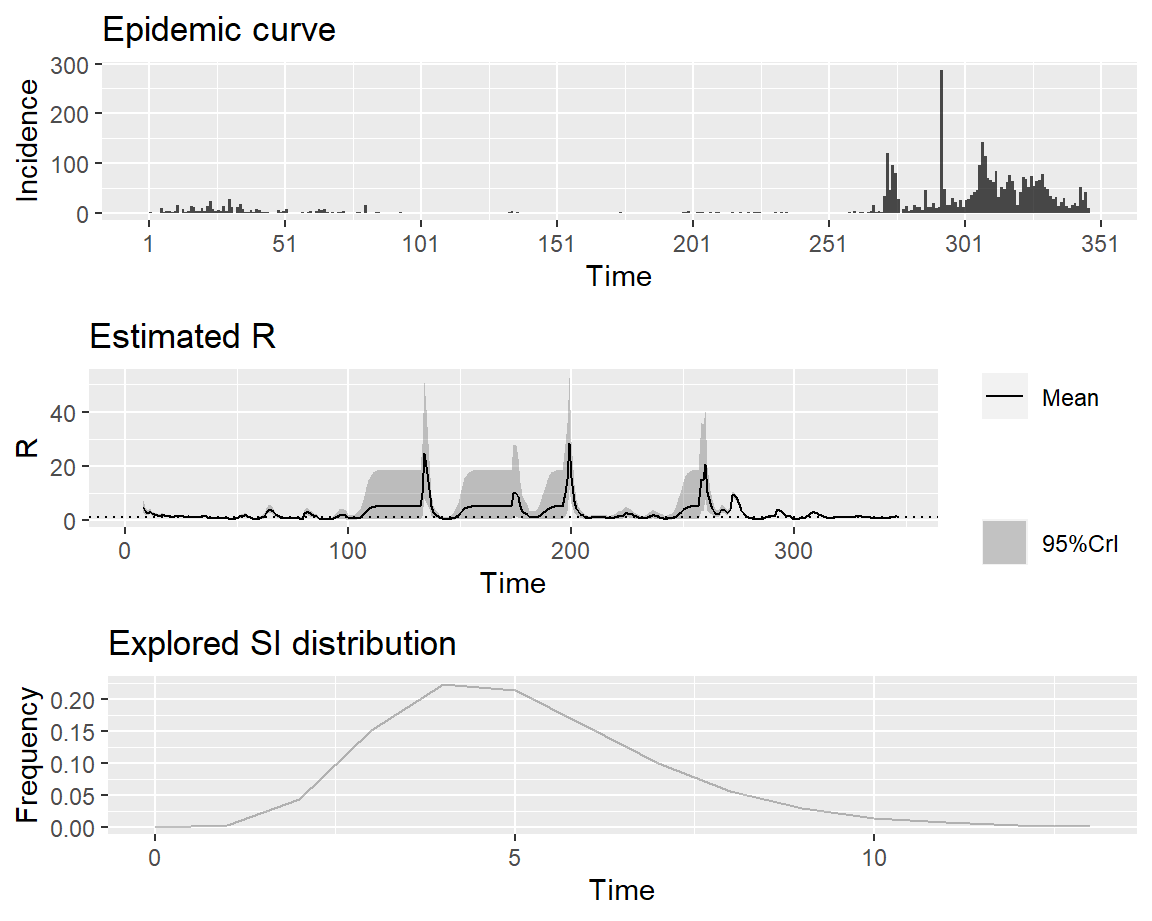 Epidemic curve
300
200
100
0
Incidence
1 51 101 151 201 251 301 351
Time
Estimated R
40
20
0
R
0 100 200 300
Time
Mean
95%CrI
Explored SI distribution
0.20
0.15
0.10
0.05
0.00
Frequency
0 5 10
Time